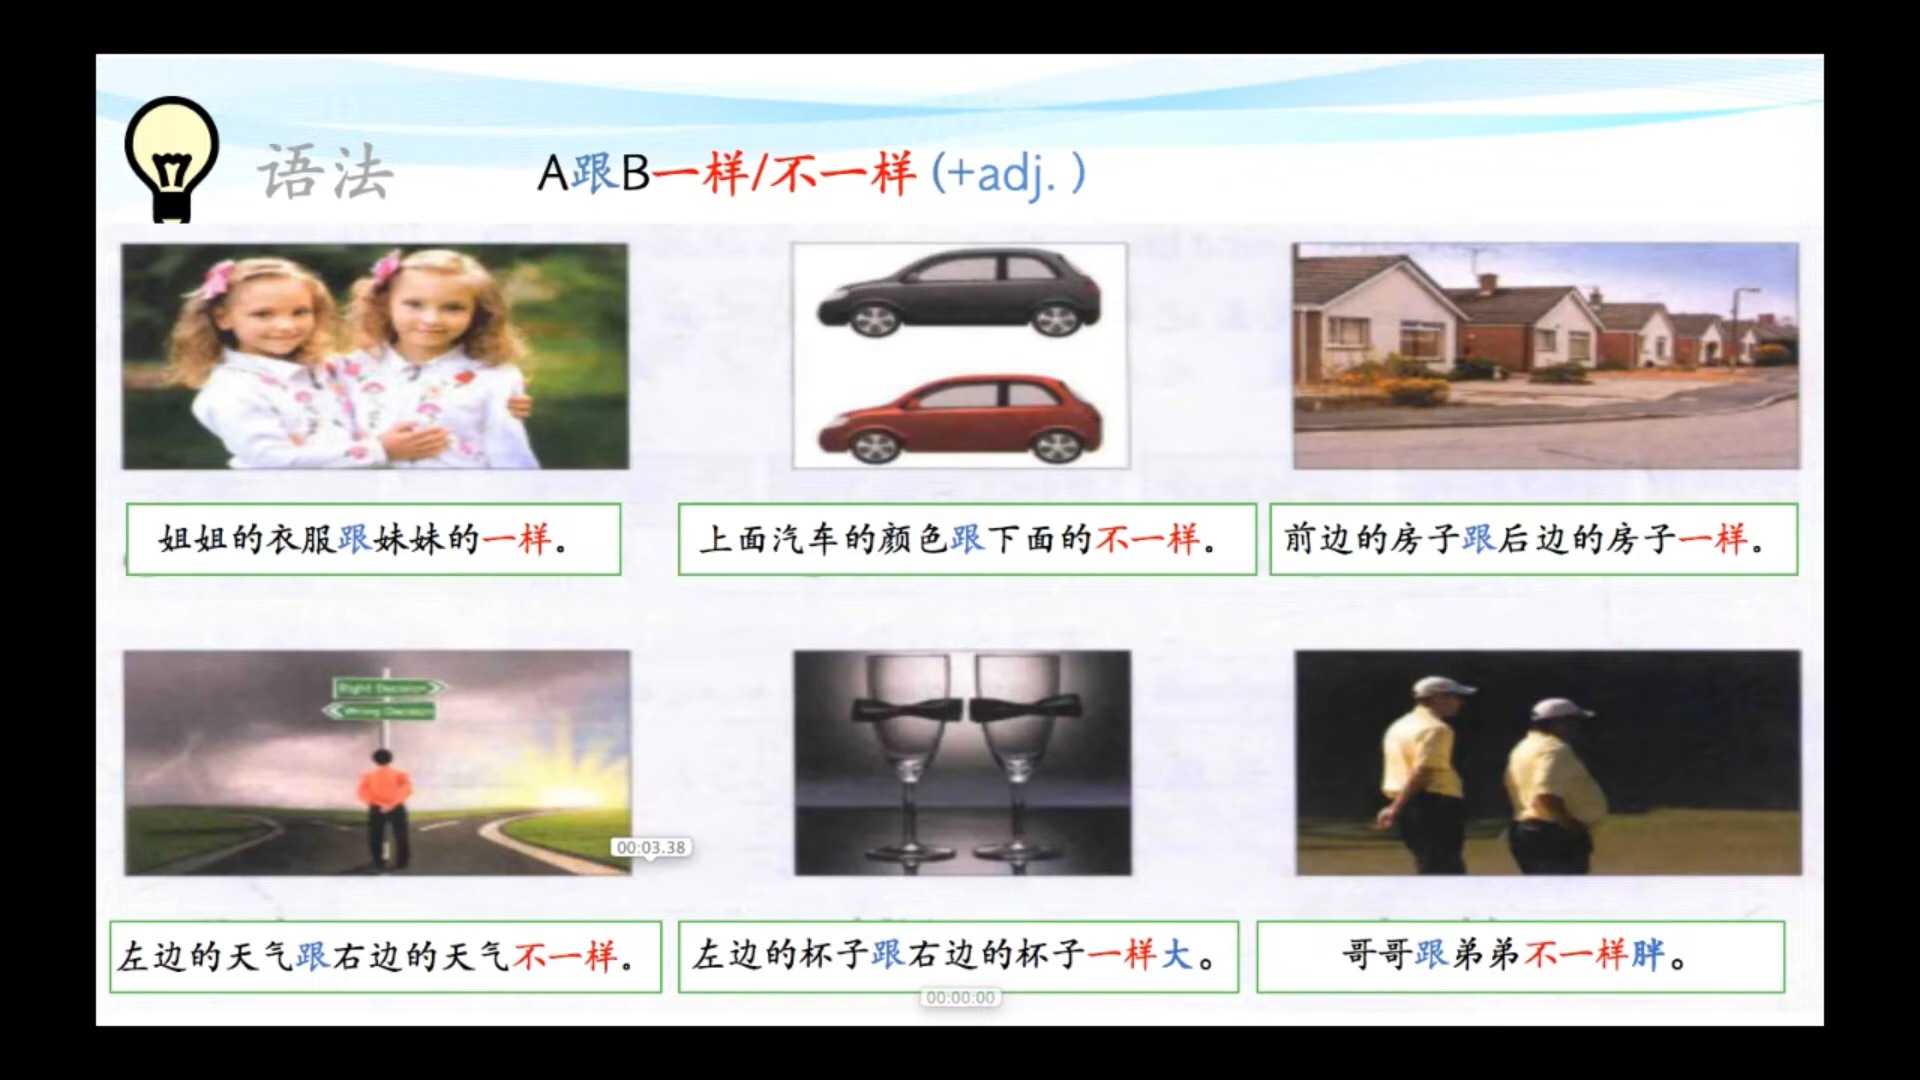 语法
A跟B一样/不一样 (+adj. )
姐姐的衣服跟妹妹的一样。
上面汽车的颜色跟下面的不一样。
前边的房子跟后边的房子一样。
Right Decision
Wrong Decision
00:03.38
左边的天气跟右边的天气不一样。
左边的杯子跟右边的杯子一样大。
哥哥跟弟弟不一样胖。
00:00:00